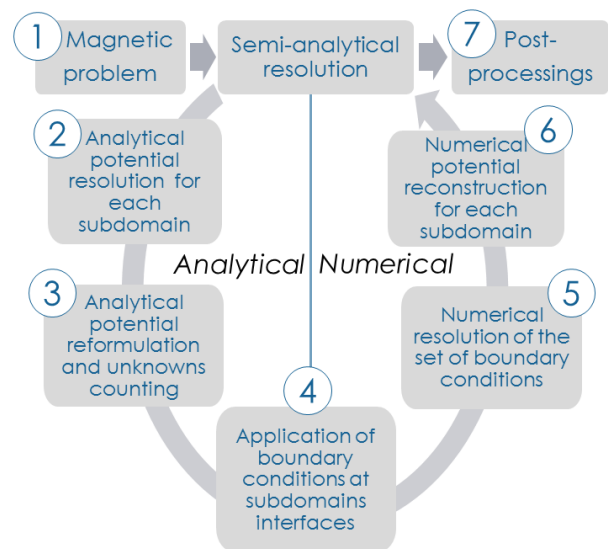 1
Magnetic
problem
Semi-analytical
resolution
7
Post-
processings
2
Analytical
potential
resolution for
each
subdomain
3
Analytical
potential
reformulation
and unknowns
counting
Analytical Numerical
4
Application of
boundary
conditions at
subdomains
interfaces
5
Numerical
resolution of the
set of boundary
conditions
6
Numerical
potential
reconstruction
for each
subdomain